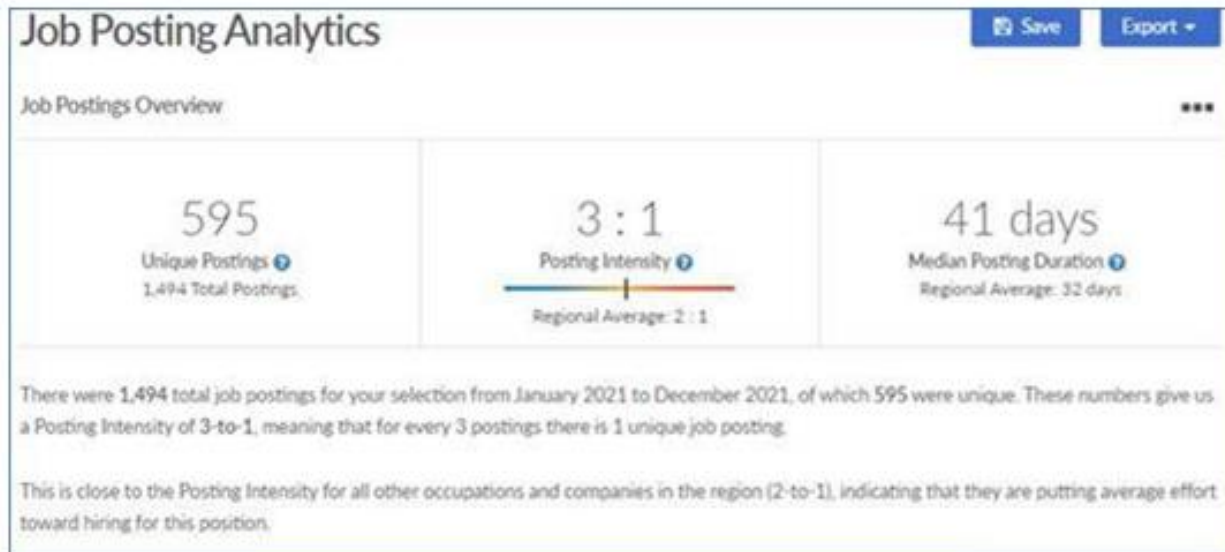 Job Posting Analytics
Save
Export
Job Postings Overview
595
3 : 1
41 days
Unique Postings
Posting Intensity
Median Posting Duration
1,494 Total Postings
Regional Average: 2 : 1
Regional Average: 32 days
There were 1,494 total job postings for your selection from January 2021 to December 2021, of which 595 were unique. These numbers give us
a Posting Intensity of 3-to-1, meaning that for every 3 postings there is 1 unique job posting.
This is close to the Posting Intensity for all other occupations and companies in the region (2-to-1), indicating that they are putting average effort
toward hiring for this position.